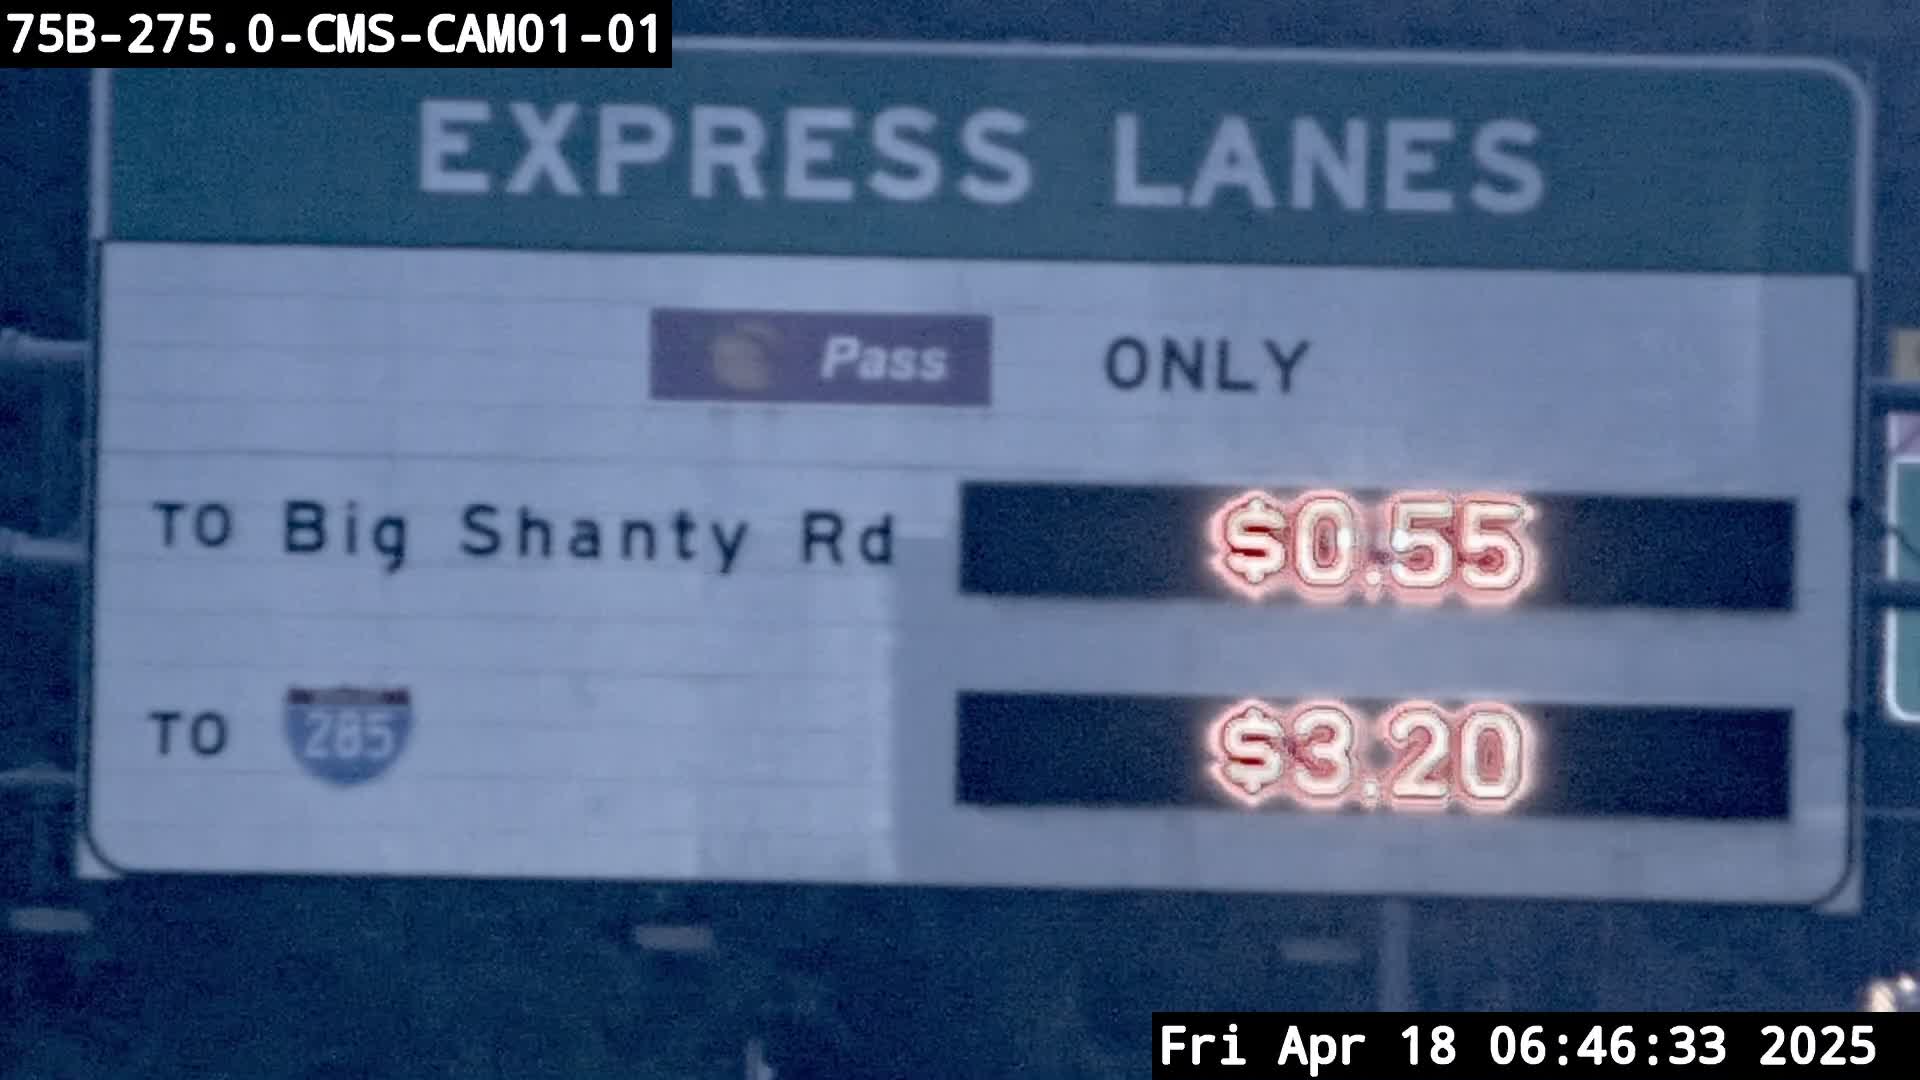 75B-275.0-CMS-CAM01-01
EXPRESS LANES
Pass ONLY
TO Big Shanty Rd $0.55
TO 285 $3.20
Fri Apr 18 06:46:33 2025